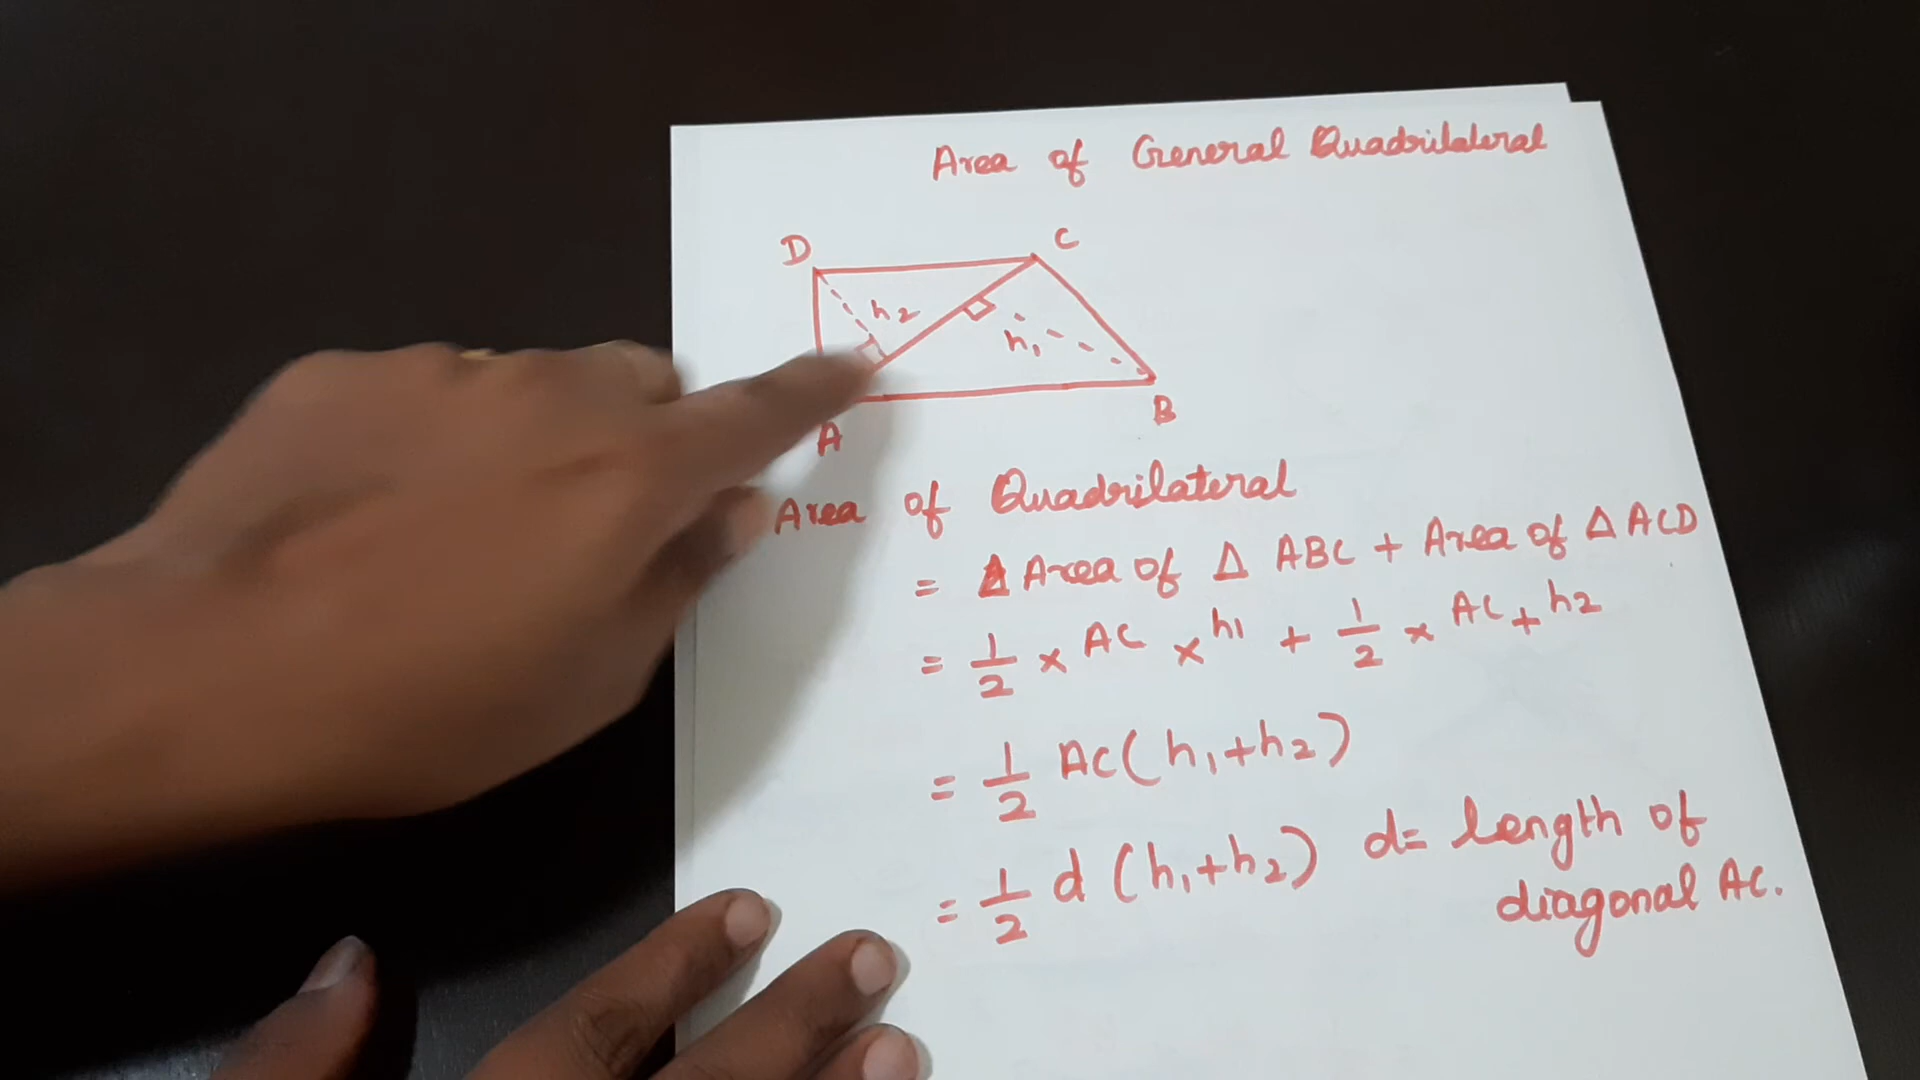 Area of General Quadrilateral
D
C
h2
h1
A
B
Area of Quadrilateral
= Area of Δ ABC + Area of Δ ACD
= 1/2 × AC × h1 + 1/2 × AC + h2
= 1/2 AC(h1+h2)
= 1/2 d (h1+h2) d= length of
diagonal AC.